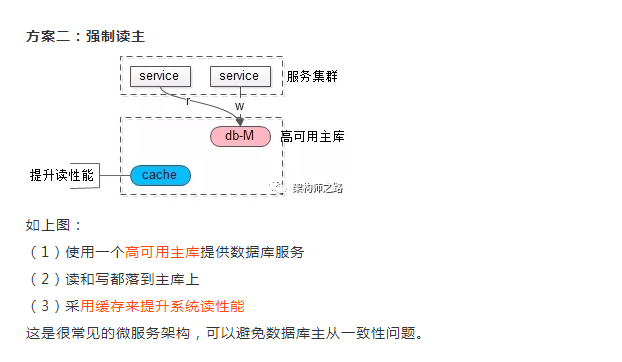 方案二：强制读主
service
service
服务集群
r
w
db-M
高可用主库
提升读性能
cache
架构师之路
如上图：
（1）使用一个高可用主库提供数据库服务
（2）读和写都落到主库上
（3）采用缓存来提升系统读性能
这是很常见的微服务架构，可以避免数据库主从一致性问题。